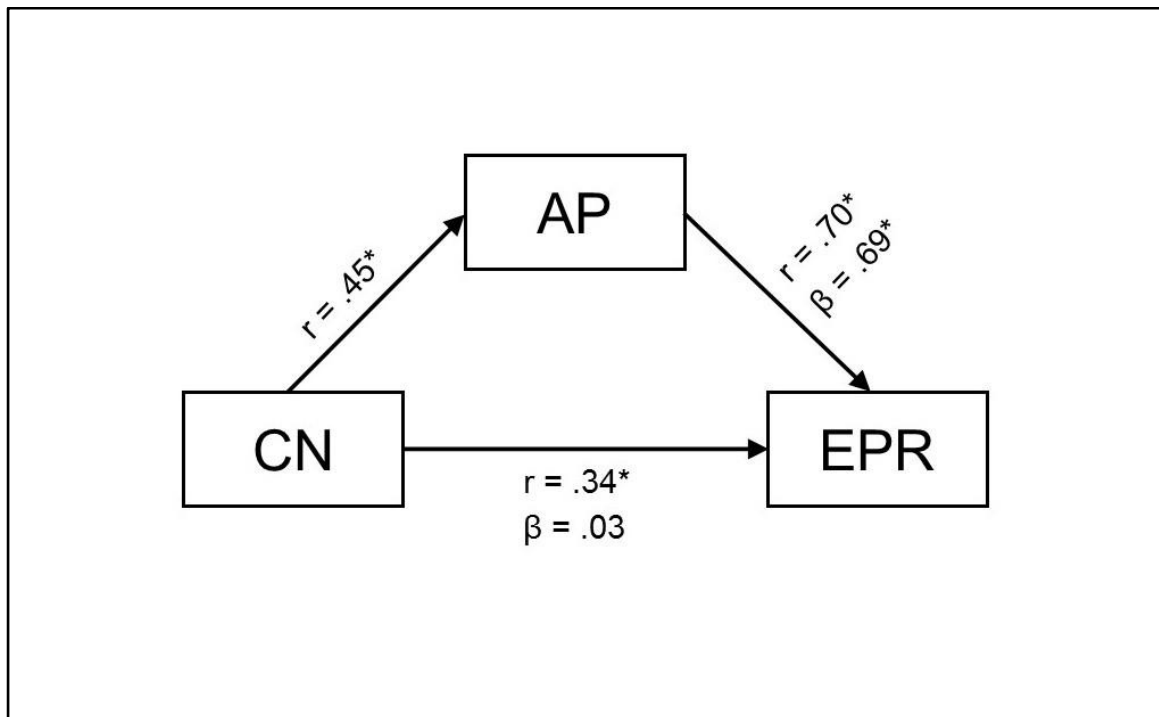 AP
r = .70*
β = .69*
r = .45*
CN
EPR
r = .34*
β = .03